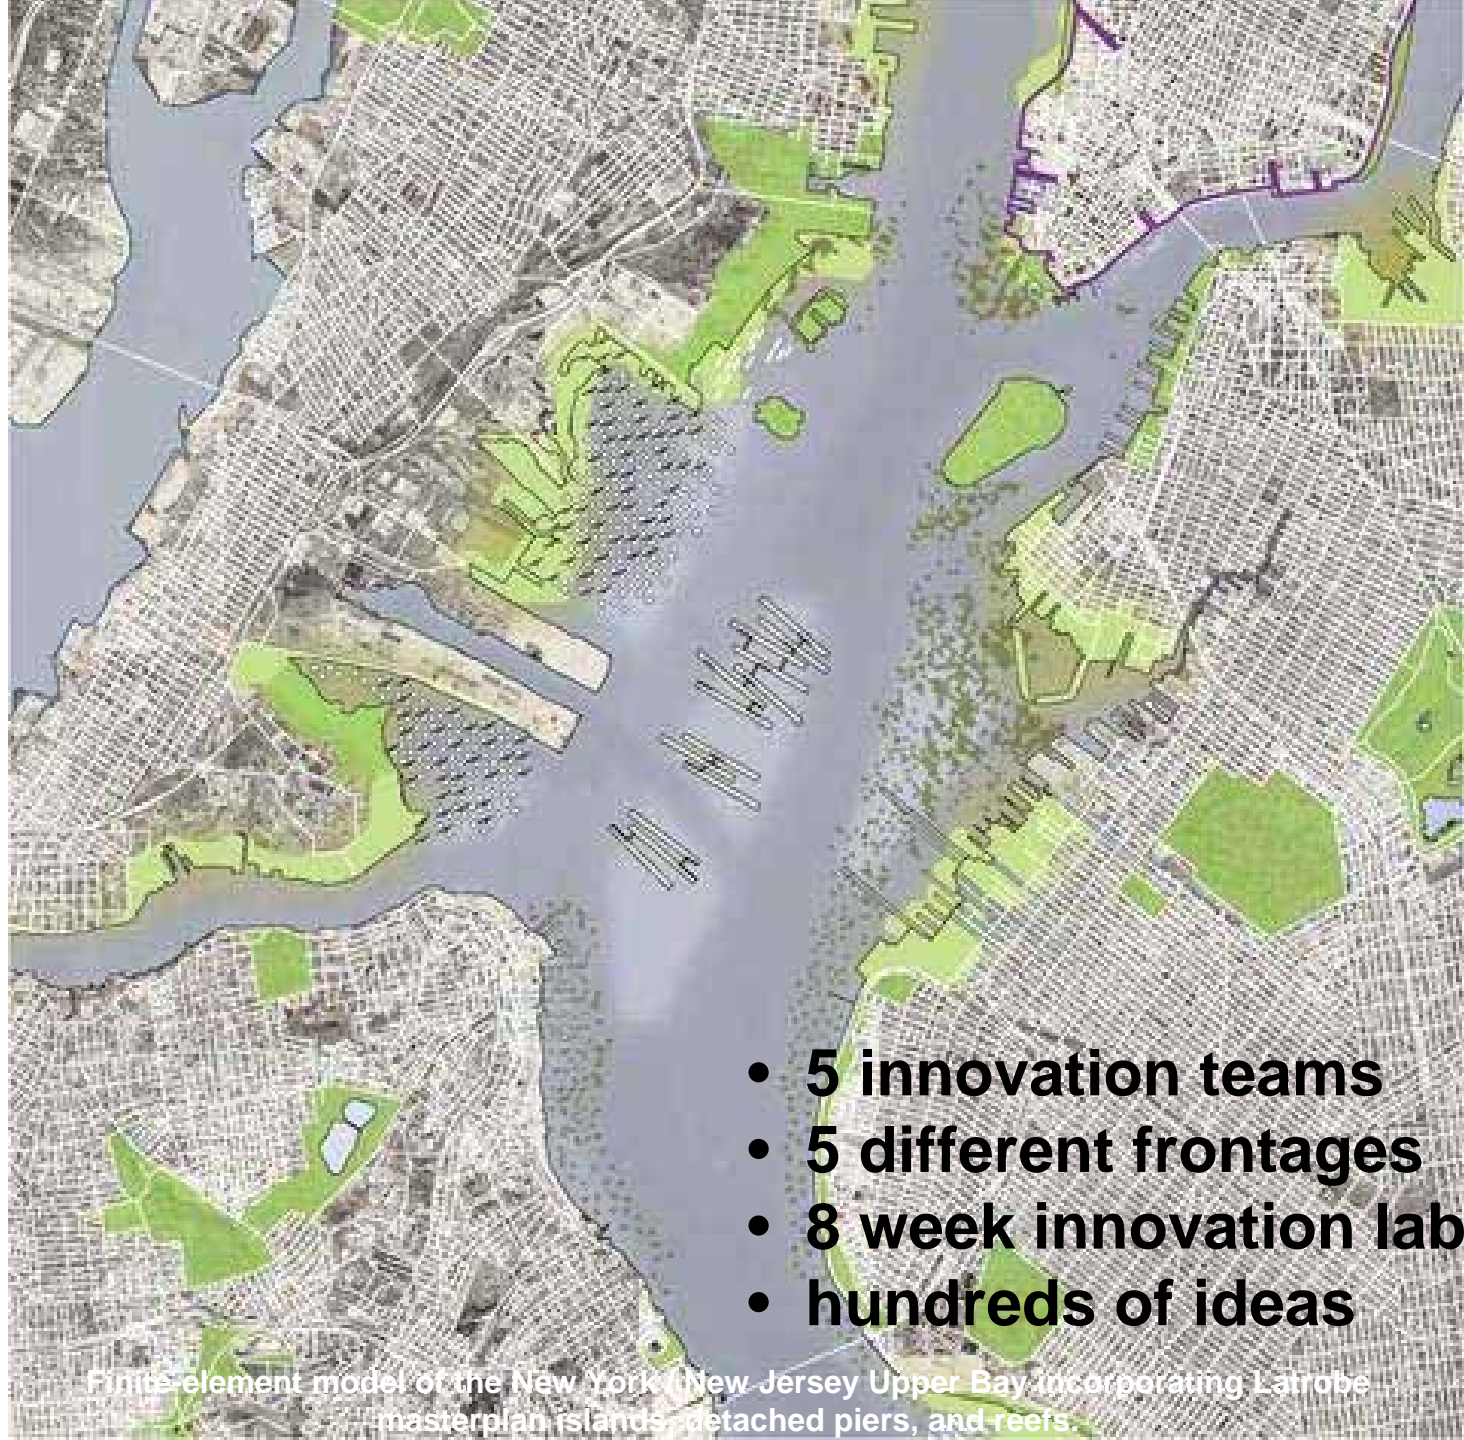 • 5 innovation teams
• 5 different frontages
• 8 week innovation lab
• hundreds of ideas
Finite-element model of the New York / New Jersey Upper Bay incorporating Latrobe
masterplan islands, detached piers, and reefs.